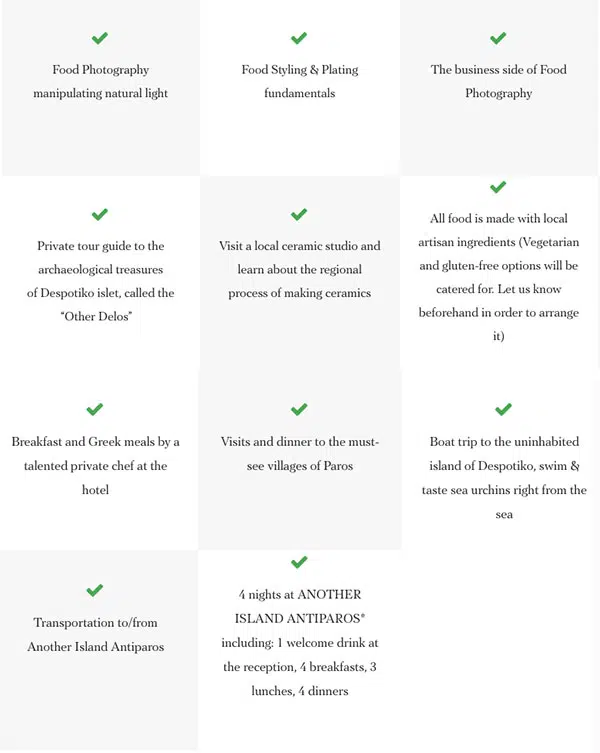 Food Photography
manipulating natural light
Food Styling & Plating
fundamentals
The business side of Food
Photography
Private tour guide to the
archaeological treasures
of Despotiko islet, called the
“Other Delos”
Visit a local ceramic studio and
learn about the regional
process of making ceramics
All food is made with local
artisan ingredients (Vegetarian
and gluten-free options will be
catered for. Let us know
beforehand in order to arrange
it)
Breakfast and Greek meals by a
talented private chef at the
hotel
Visits and dinner to the must-
see villages of Paros
Boat trip to the uninhabited
island of Despotiko, swim &
taste sea urchins right from the
sea
Transportation to/from
Another Island Antiparos
4 nights at ANOTHER
ISLAND ANTIPAROS*
including: 1 welcome drink at
the reception, 4 breakfasts, 3
lunches, 4 dinners